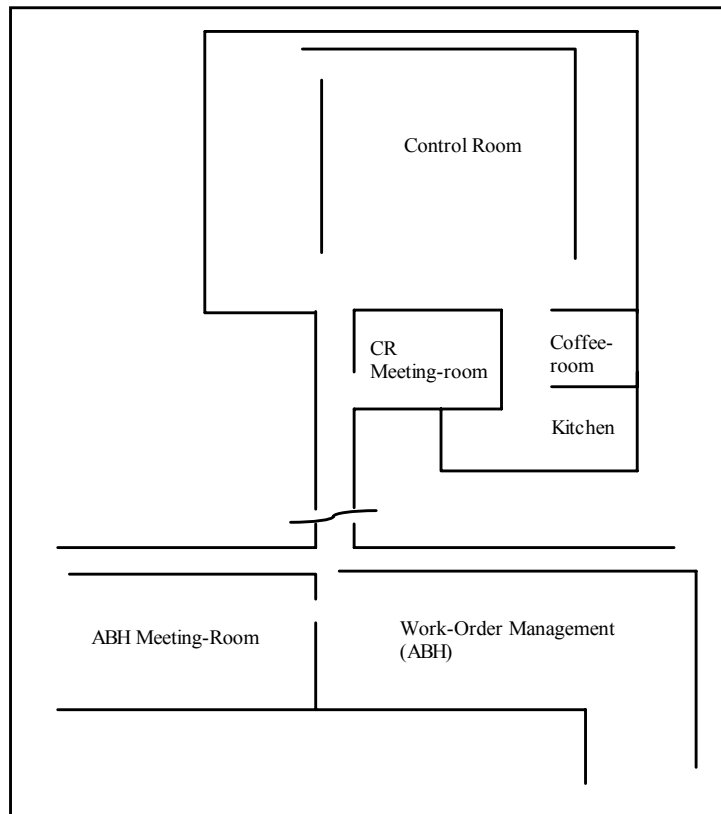 Control Room
CR
Meeting-room
Coffee-
room
Kitchen
ABH Meeting-Room
Work-Order Management
(ABH)